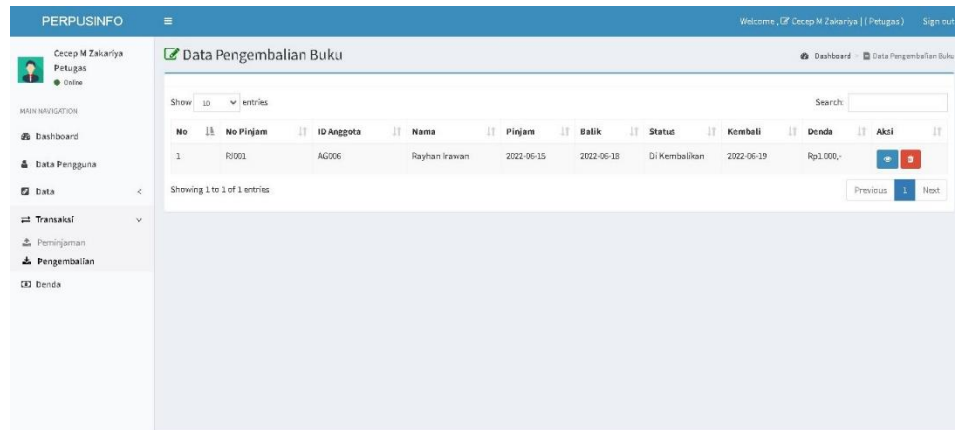 PERPUSINFO
Welcome , Cecep M Zakariya | ( Petugas ) Sign out
Cecep M Zakariya
Petugas
Online
MAIN NAVIGATION
Dashboard
Data Pengguna
Data <
Transaksi
Peminjaman
Pengembalian
Denda
Data Pengembalian Buku
Dashboard > Data Pengembalian Buku
Show 10 entries Search:
No No Pinjam ID Anggota Nama Pinjam Balik Status Kembali Denda Aksi
1 PJ001 AG006 Rayhan Irawan 2022-06-15 2022-06-18 Di Kembalikan 2022-06-19 Rp1.000,-
Showing 1 to 1 of 1 entries
Previous 1 Next